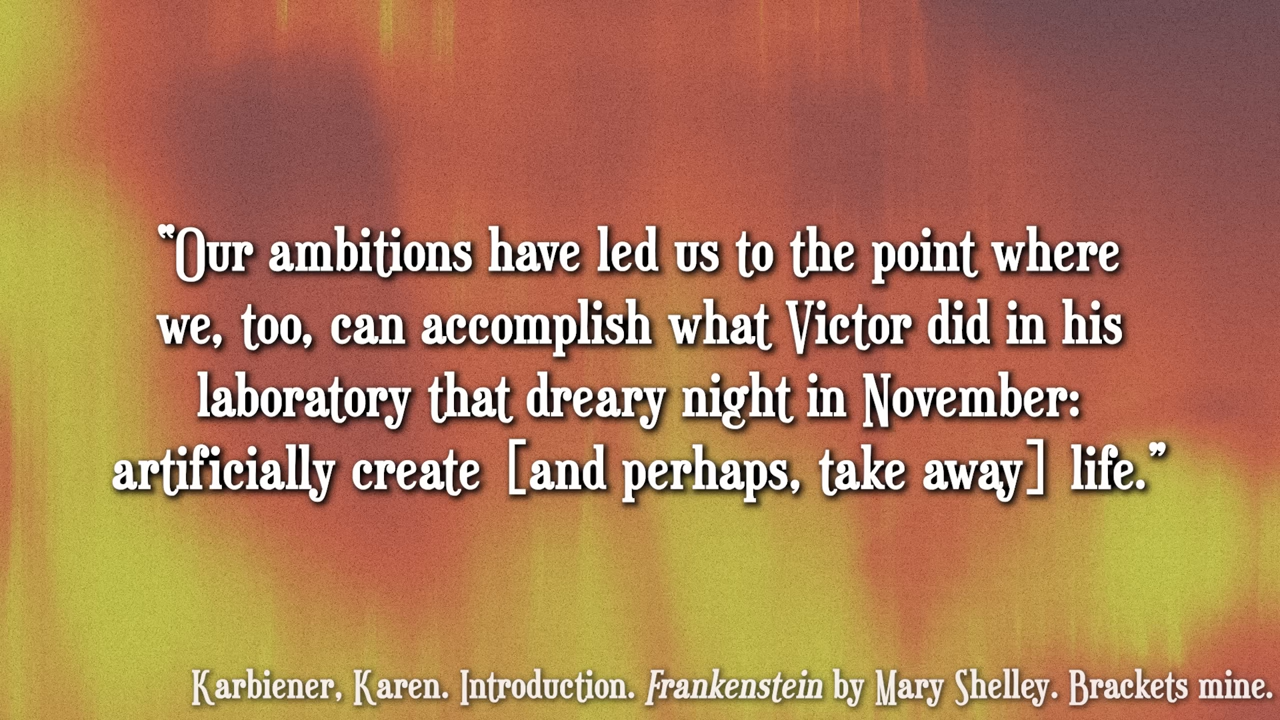 “Our ambitions have led us to the point where
we, too, can accomplish what Victor did in his
laboratory that dreary night in November:
artificially create [and perhaps, take away] life.”
Karbiener, Karen. Introduction. Frankenstein by Mary Shelley. Brackets mine.